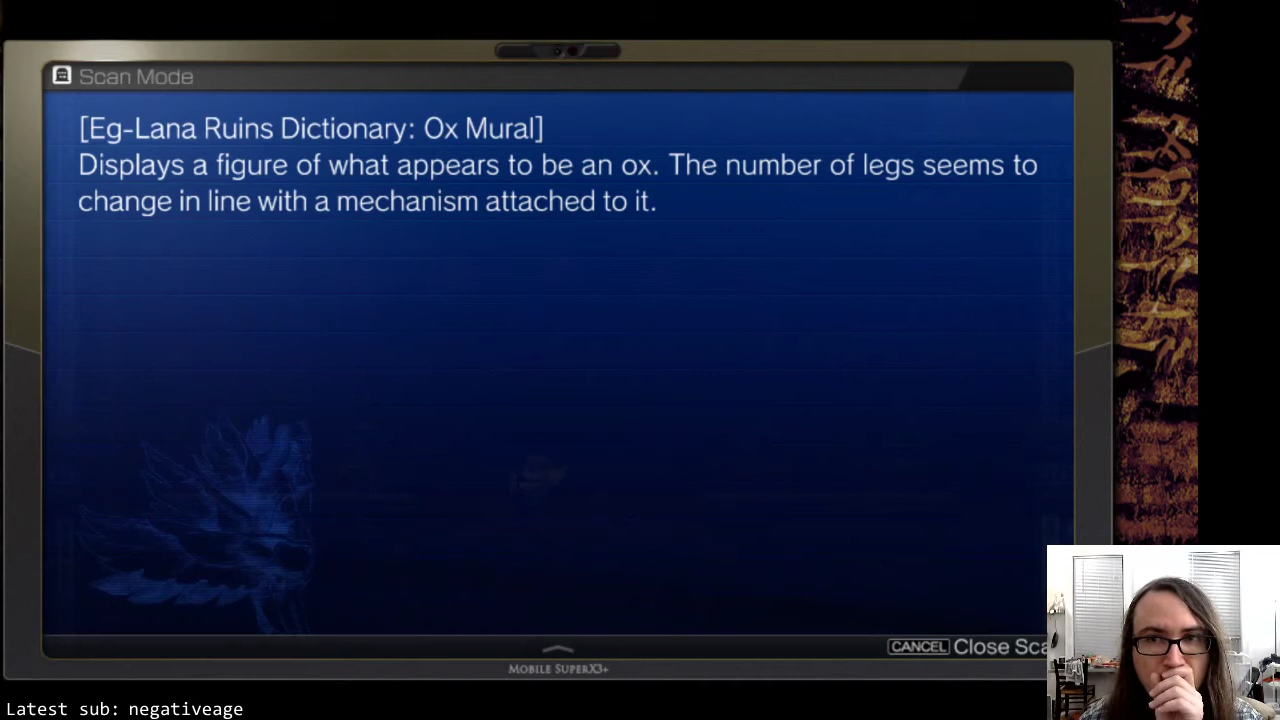 Scan Mode
[Eg-Lana Ruins Dictionary: Ox Mural]
Displays a figure of what appears to be an ox. The number of legs seems to
change in line with a mechanism attached to it.
CANCEL Close Sca
MOBILE SUPERX3+
Latest sub: negativeage